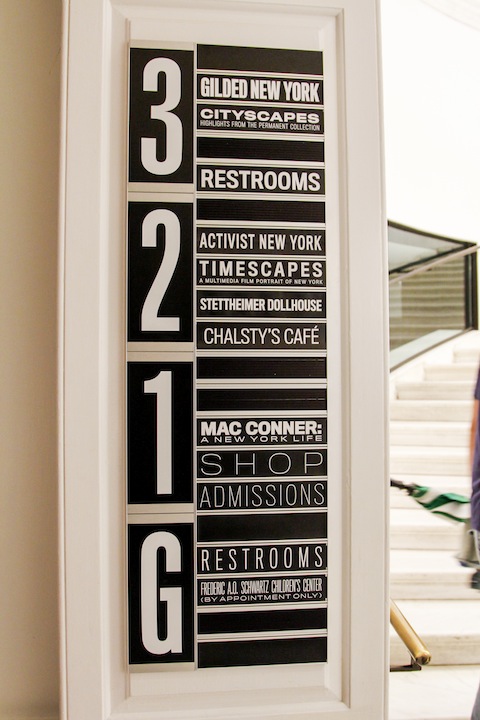 3
GILDED NEW YORK
CITYSCAPES
HIGHLIGHTS FROM THE PERMANENT COLLECTION
RESTROOMS
2
ACTIVIST NEW YORK
TIMESCAPES
A MULTIMEDIA FILM PORTRAIT OF NEW YORK
STETTHEIMER DOLLHOUSE
CHALSTY'S CAFÉ
1
MAC CONNER:
A NEW YORK LIFE
SHOP
ADMISSIONS
G
RESTROOMS
FREDERIC A.O. SCHWARTZ CHILDREN'S CENTER
(BY APPOINTMENT ONLY)